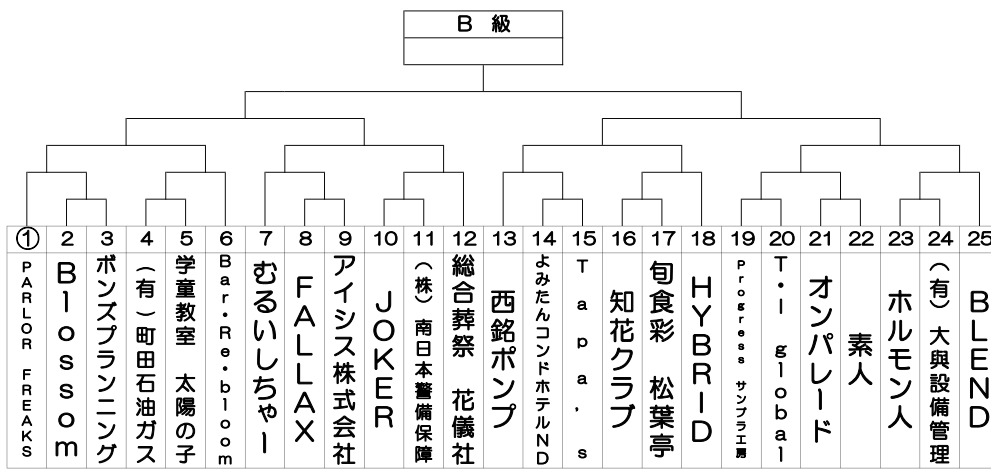 B 級
① PARLOR FREAKS
2 Blossom
3 ボンズプランニング
4 (有)町田石油ガス
5 学童教室 太陽の子
6 Bar・Re・bloom
7 むるいしちゃー
8 FALLAX
9 アイシス株式会社
10 JOKER
11 (株)南日本警備保障
12 総合葬祭 花儀社
13 西銘ポンプ
14 よみたんコンドホテルND
15 Tapa's
16 知花クラブ
17 旬食彩 松葉亭
18 HYBRID
19 Progress サンプラ工房
20 T・I global
21 オンパレード
22 素人
23 ホルモン人
24 (有)大與設備管理
25 BLEND